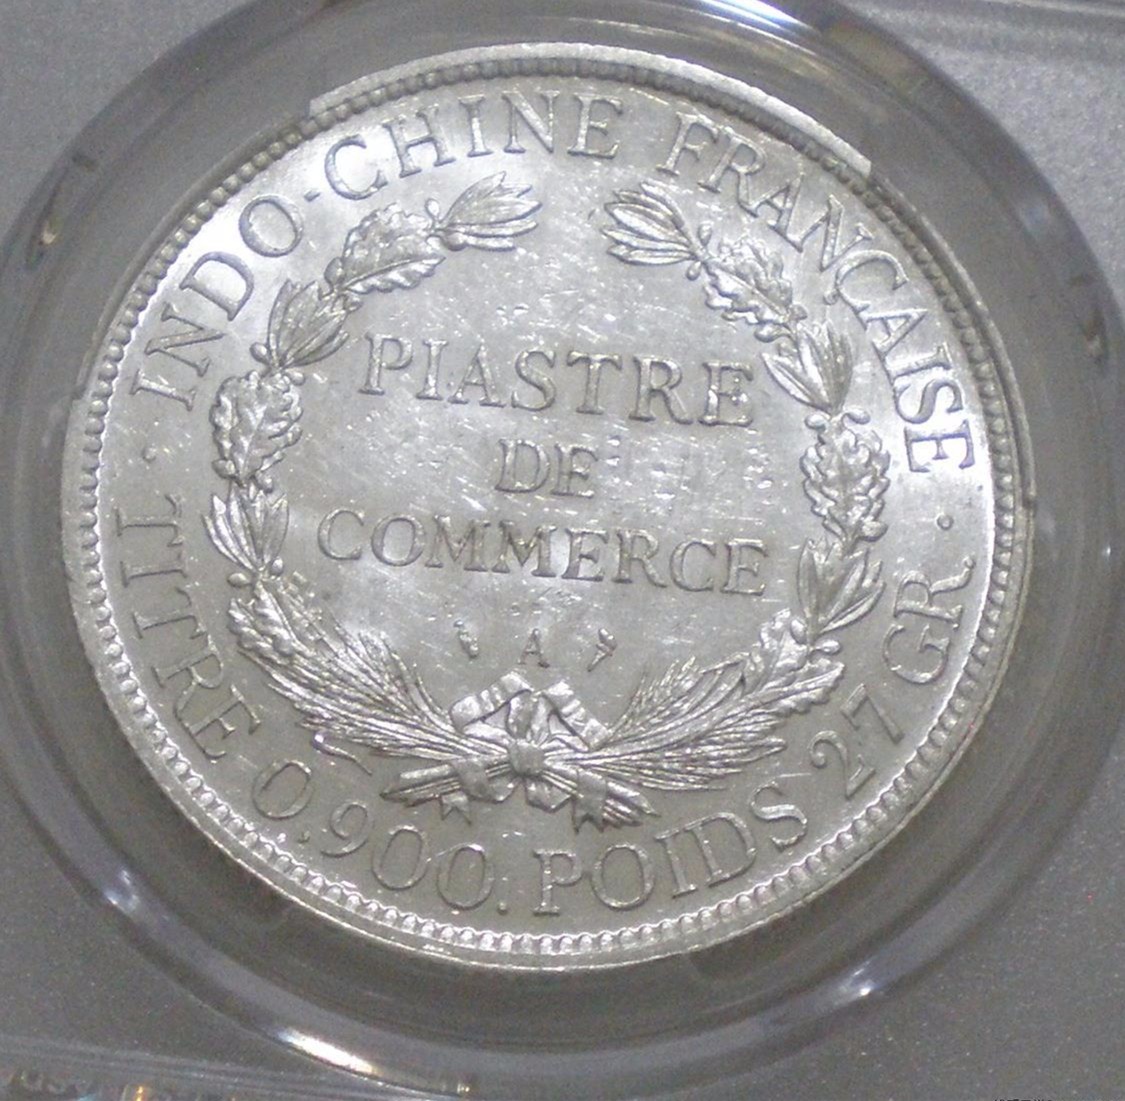 · INDO-CHINE FRANÇAISE ·
PIASTRE
DE
COMMERCE
A
TITRE 0,900. POIDS 27 GR.